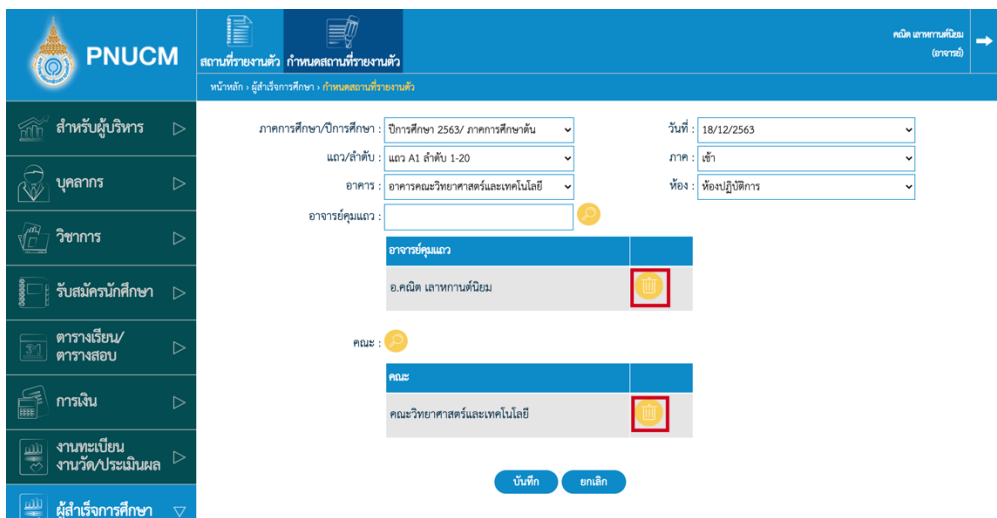 PNUCM
สถานที่รายงานตัว กำหนดสถานที่รายงานตัว
คณิต เลาหกานต์นิยม
(อาจารย์)
หน้าหลัก › ผู้สำเร็จการศึกษา › กำหนดสถานที่รายงานตัว
สำหรับผู้บริหาร
บุคลากร
วิชาการ
รับสมัครนักศึกษา
ตารางเรียน/
ตารางสอบ
การเงิน
งานทะเบียน
งานวัด/ประเมินผล
ผู้สำเร็จการศึกษา
ภาคการศึกษา/ปีการศึกษา : ปีการศึกษา 2563/ ภาคการศึกษาต้น วันที่ : 18/12/2563
แถว/ลำดับ : แถว A1 ลำดับ 1-20 ภาค : เช้า
อาคาร : อาคารคณะวิทยาศาสตร์และเทคโนโลยี ห้อง : ห้องปฏิบัติการ
อาจารย์คุมแถว :
อาจารย์คุมแถว
อ.คณิต เลาหกานต์นิยม
คณะ :
คณะ
คณะวิทยาศาสตร์และเทคโนโลยี
บันทึก ยกเลิก